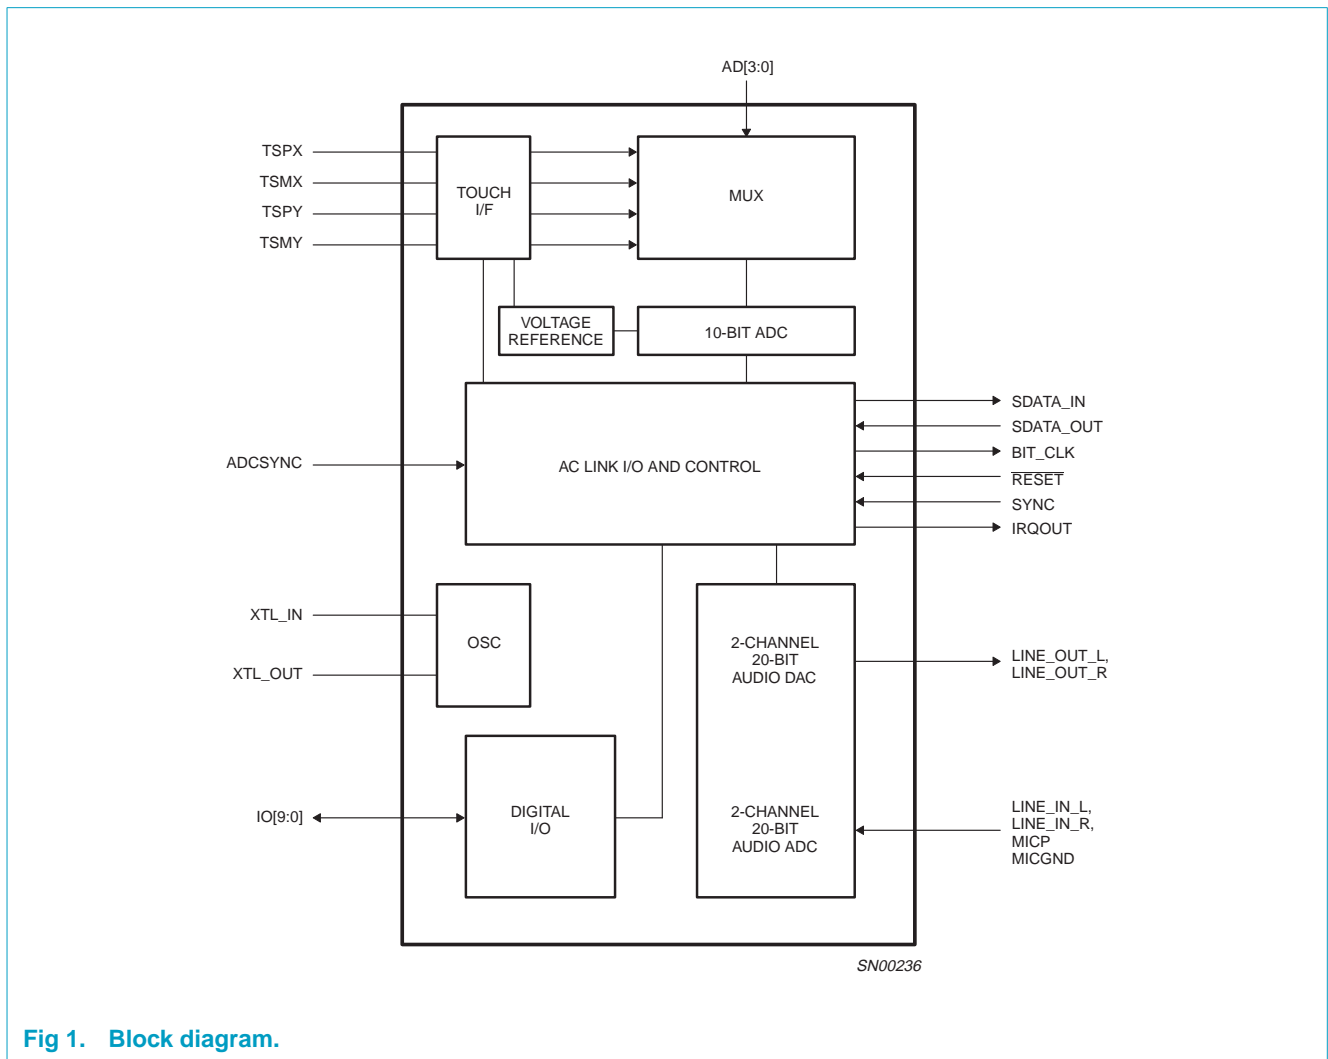 AD[3:0]
TSPX
TSMX
TSPY
TSMY
TOUCH
I/F
MUX
VOLTAGE
REFERENCE
10-BIT ADC
ADCSYNC
AC LINK I/O AND CONTROL
SDATA_IN
SDATA_OUT
BIT_CLK
RESET
SYNC
IRQOUT
XTL_IN
XTL_OUT
OSC
2-CHANNEL
20-BIT
AUDIO DAC
LINE_OUT_L,
LINE_OUT_R
IO[9:0]
DIGITAL
I/O
2-CHANNEL
20-BIT
AUDIO ADC
LINE_IN_L,
LINE_IN_R,
MICP
MICGND
SN00236
Fig 1. Block diagram.